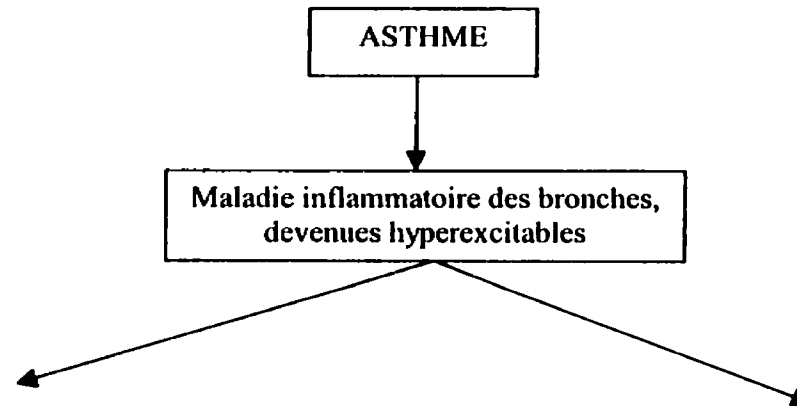 ASTHME
Maladie inflammatoire des bronches,
devenues hyperexcitables